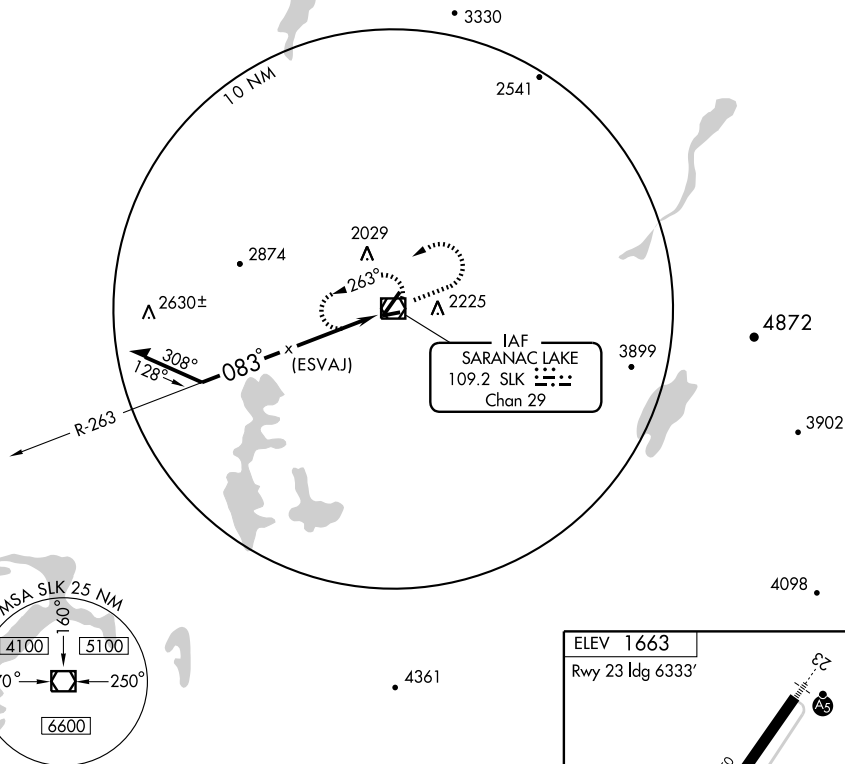 3330
10 NM
2541
2029
2874
263°
2630±
2225
4872
308°
128°
083°
x
(ESVAJ)
IAF
SARANAC LAKE
109.2 SLK
Chan 29
3899
R-263
3902
MSA SLK 25 NM
160°
4100
5100
250°
6600
4098
4361
ELEV 1663
Rwy 23 ldg 6333'
23
A5